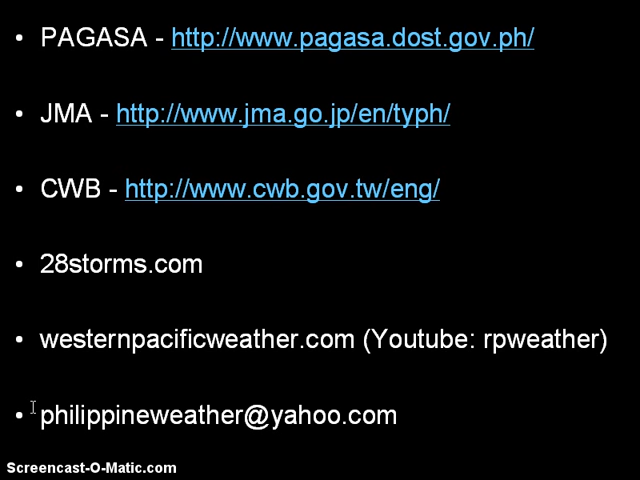 • PAGASA - http://www.pagasa.dost.gov.ph/
• JMA - http://www.jma.go.jp/en/typh/
• CWB - http://www.cwb.gov.tw/eng/
• 28storms.com
• westernpacificweather.com (Youtube: rpweather)
• philippineweather@yahoo.com
Screencast-O-Matic.com